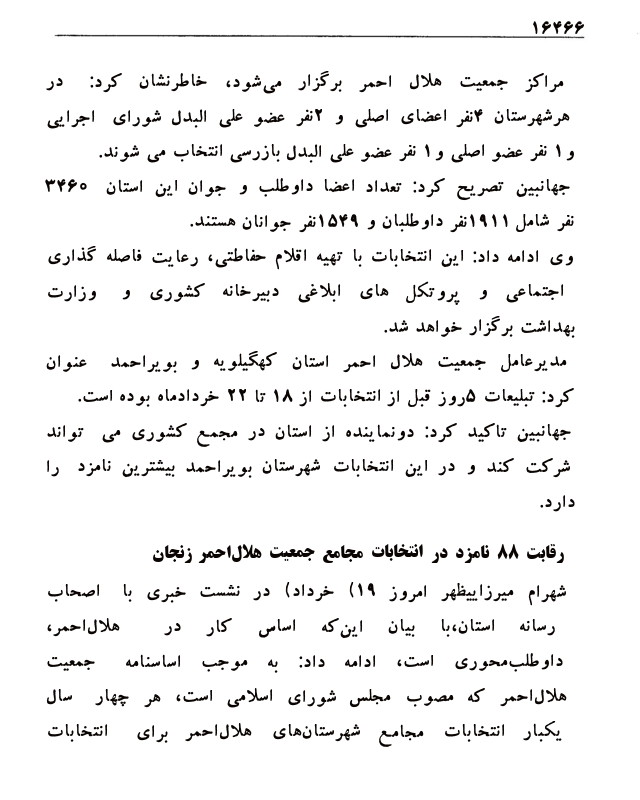 ۱۶۴۶۶
مراکز جمعیت هلال احمر برگزار می‌شود، خاطرنشان کرد: در
هرشهرستان ۴نفر اعضای اصلی و ۲نفر عضو علی البدل شورای اجرایی
و۱ نفر عضو اصلی و۱ نفر عضو علی البدل بازرسی انتخاب می شوند.
جهانبین تصریح کرد: تعداد اعضا داوطلب و جوان این استان ۳۴۶۰
نفر شامل ۱۹۱۱نفر داوطلبان و ۱۵۴۹نفر جوانان هستند.
وی ادامه داد: این انتخابات با تهیه اقلام حفاطتی، رعایت فاصله گذاری
اجتماعی و پروتکل های ابلاغی دبیرخانه کشوری و وزارت
بهداشت برگزار خواهد شد.
مدیرعامل جمعیت هلال احمر استان کهگیلویه و بویراحمد عنوان
کرد: تبلیعات ۵روز قبل از انتخابات از ۱۸ تا ۲۲ خردادماه بوده است.
جهانبین تاکید کرد: دونماینده از استان در مجمع کشوری می تواند
شرکت کند و در این انتخابات شهرستان بویراحمد بیشترین نامزد را
دارد.
رقابت ۸۸ نامزد در انتخابات مجامع جمعیت هلال‌احمر زنجان
شهرام میرزاییظهر امروز ۱۹) خرداد) در نشست خبری با اصحاب
رسانه استان،با بیان این‌که اساس کار در هلال‌احمر،
داوطلب‌محوری است، ادامه داد: به موجب اساسنامه جمعیت
هلال‌احمر که مصوب مجلس شورای اسلامی است، هر چهار سال
یکبار انتخابات مجامع شهرستان‌های هلال‌احمر برای انتخابات